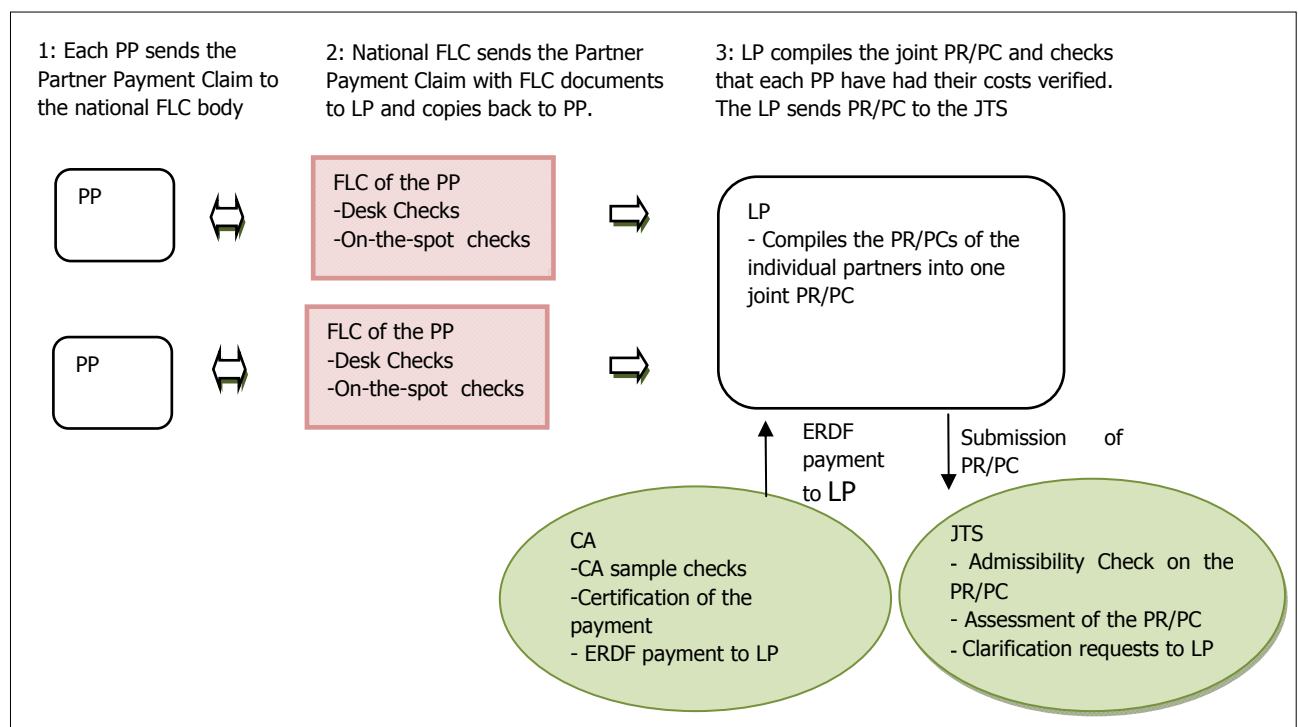 1: Each PP sends the
Partner Payment Claim to
the national FLC body
2: National FLC sends the Partner
Payment Claim with FLC documents
to LP and copies back to PP.
3: LP compiles the joint PR/PC and checks
that each PP have had their costs verified.
The LP sends PR/PC to the JTS
PP
FLC of the PP
-Desk Checks
-On-the-spot checks
LP
- Compiles the PR/PCs of the
individual partners into one
joint PR/PC
PP
FLC of the PP
-Desk Checks
-On-the-spot checks
ERDF
payment
to LP
Submission of
PR/PC
CA
-CA sample checks
-Certification of the
payment
- ERDF payment to LP
JTS
- Admissibility Check on the
PR/PC
- Assessment of the PR/PC
- Clarification requests to LP